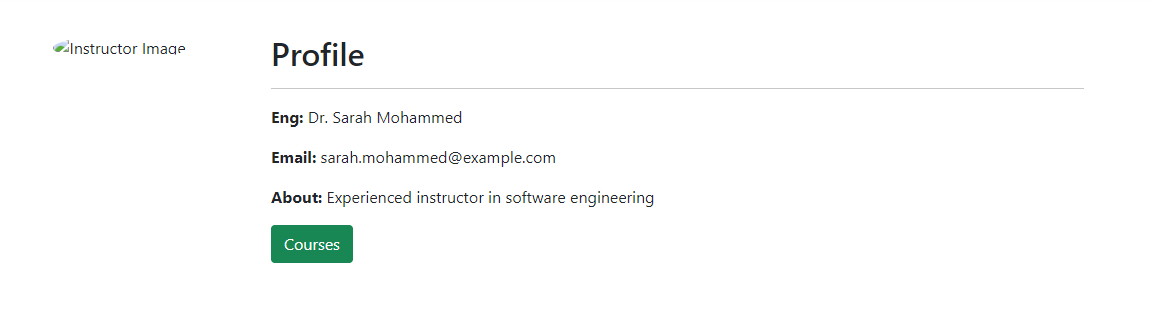 Instructor Image
Profile
Eng: Dr. Sarah Mohammed
Email: sarah.mohammed@example.com
About: Experienced instructor in software engineering
Courses